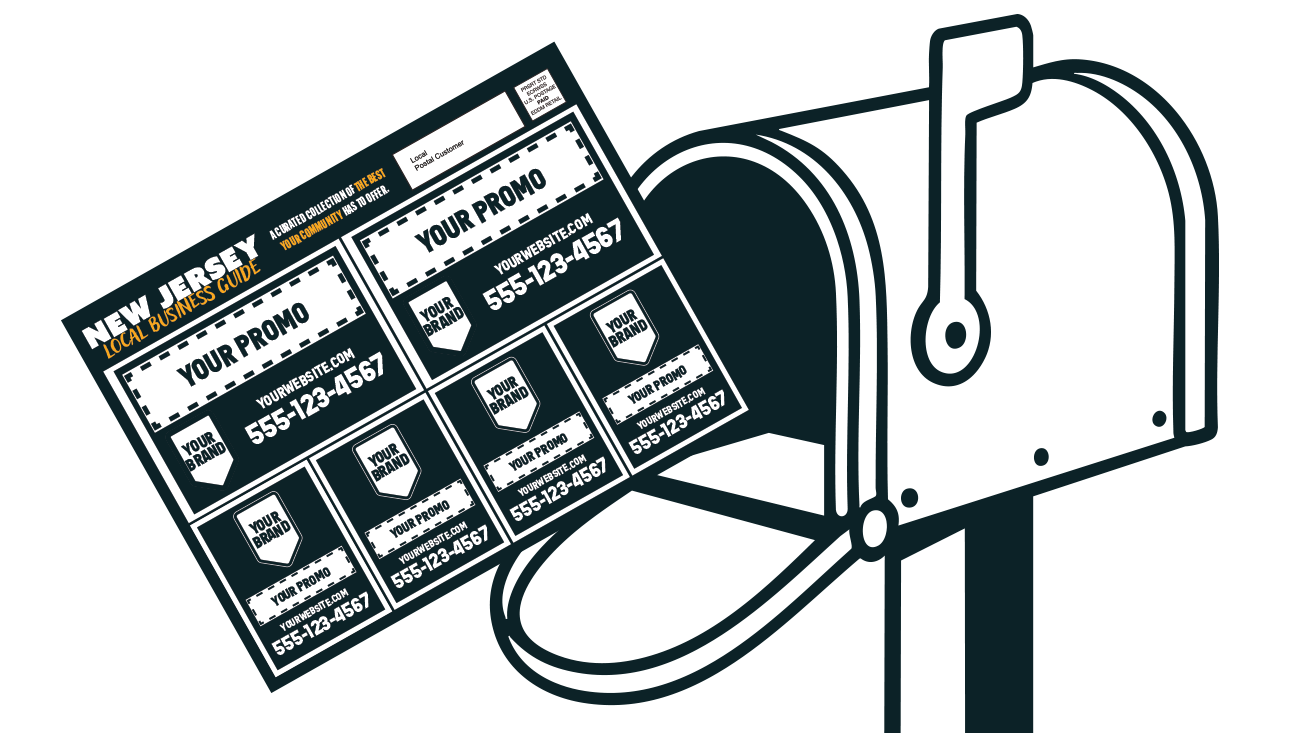 PRSRT STD
ECRWSS
U.S. POSTAGE
PAID
EDDM RETAIL
Local
Postal Customer
NEW JERSEY
LOCAL BUSINESS GUIDE
A CURATED COLLECTION OF THE BEST
YOUR COMMUNITY HAS TO OFFER.
YOUR PROMO
YOUR
BRAND
YOURWEBSITE.COM
555-123-4567
YOUR PROMO
YOUR
BRAND
YOURWEBSITE.COM
555-123-4567
YOUR
BRAND
YOUR PROMO
YOURWEBSITE.COM
555-123-4567
YOUR
BRAND
YOUR PROMO
YOURWEBSITE.COM
555-123-4567
YOUR
BRAND
YOUR PROMO
YOURWEBSITE.COM
555-123-4567
YOUR
BRAND
YOUR PROMO
YOURWEBSITE.COM
555-123-4567